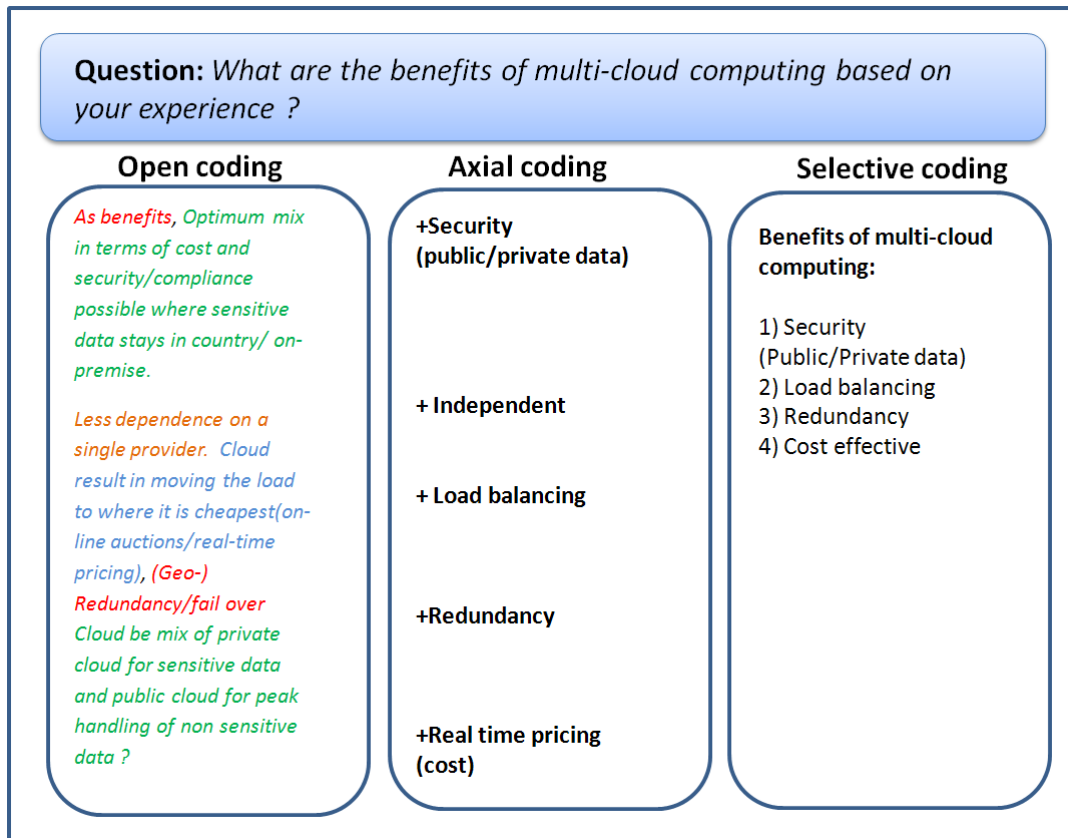 Question: What are the benefits of multi-cloud computing based on
your experience ?
Open coding
As benefits, Optimum mix
in terms of cost and
security/compliance
possible where sensitive
data stays in country/ on-
premise.
Less dependence on a
single provider. Cloud
result in moving the load
to where it is cheapest(on-
line auctions/real-time
pricing), (Geo-)
Redundancy/fail over
Cloud be mix of private
cloud for sensitive data
and public cloud for peak
handling of non sensitive
data ?
Axial coding
+Security
(public/private data)
+ Independent
+ Load balancing
+Redundancy
+Real time pricing
(cost)
Selective coding
Benefits of multi-cloud
computing:
1) Security
(Public/Private data)
2) Load balancing
3) Redundancy
4) Cost effective